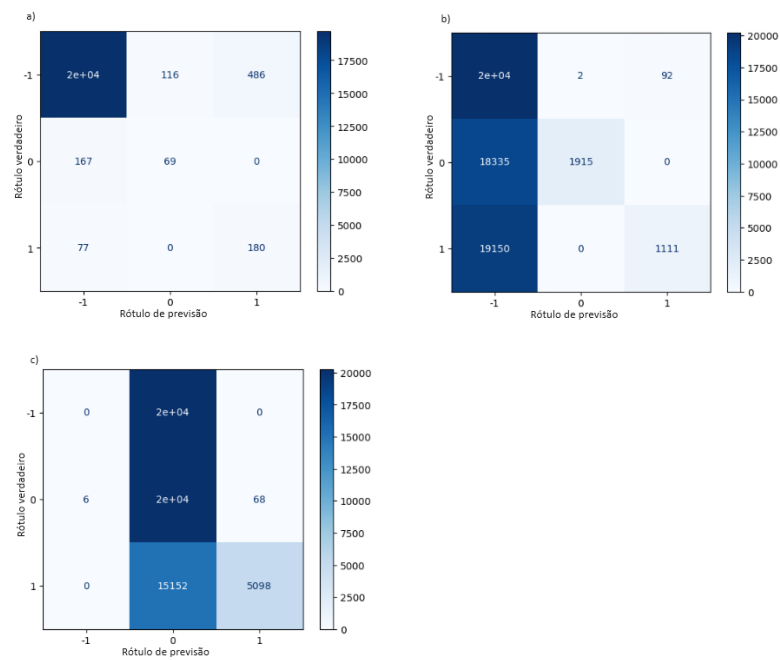 a)
-1
0
1
2e+04 116 486
167 69 0
77 0 180
-1 0 1
Rótulo verdadeiro
Rótulo de previsão
17500
15000
12500
10000
7500
5000
2500
0
b)
-1
0
1
2e+04 2 92
18335 1915 0
19150 0 1111
-1 0 1
Rótulo verdadeiro
Rótulo de previsão
20000
17500
15000
12500
10000
7500
5000
2500
0
c)
-1
0
1
0 2e+04 0
6 2e+04 68
0 15152 5098
-1 0 1
Rótulo verdadeiro
Rótulo de previsão
20000
17500
15000
12500
10000
7500
5000
2500
0